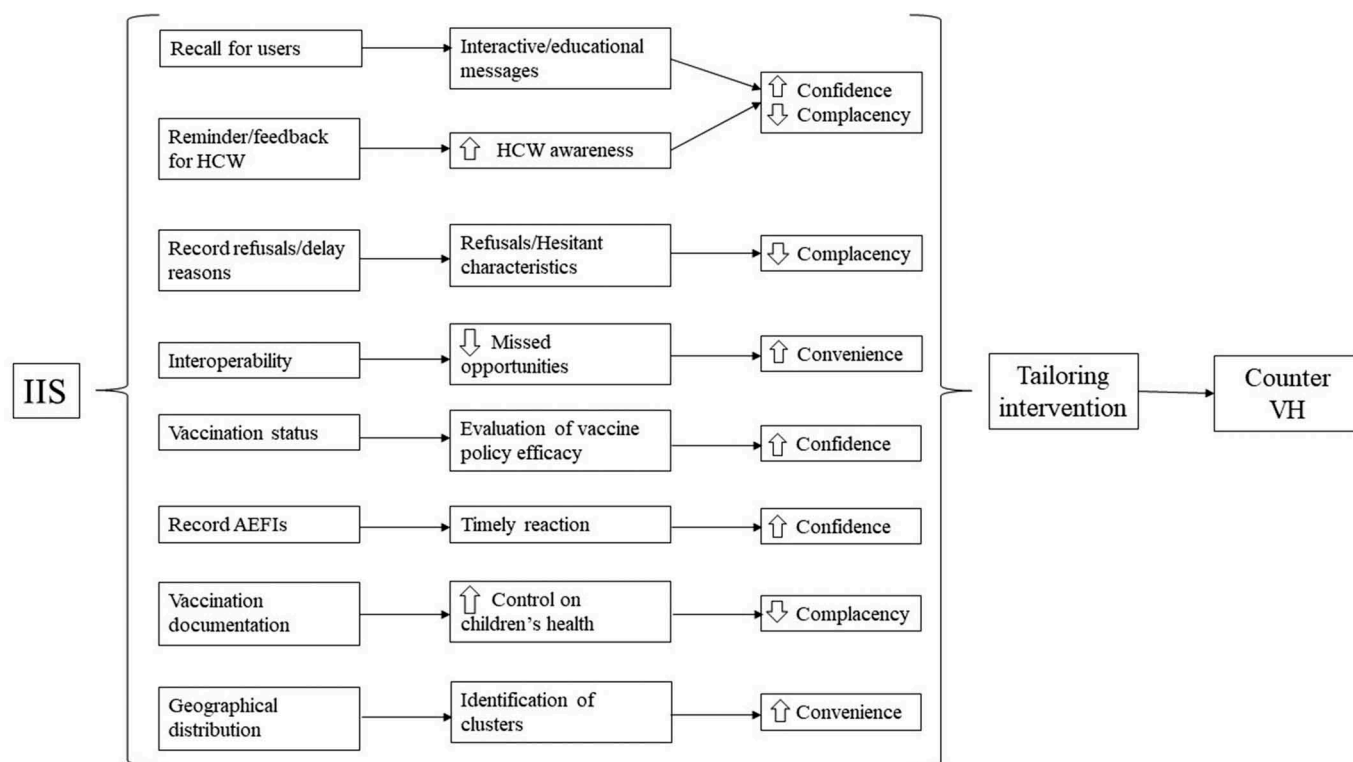 IIS
Recall for users
Interactive/educational
messages
⇧ Confidence
⇩ Complacency
Reminder/feedback
for HCW
⇧ HCW awareness
Record refusals/delay
reasons
Refusals/Hesitant
characteristics
⇩ Complacency
Interoperability
⇩ Missed
opportunities
⇧ Convenience
Vaccination status
Evaluation of vaccine
policy efficacy
⇧ Confidence
Record AEFIs
Timely reaction
⇧ Confidence
Vaccination
documentation
⇧ Control on
children’s health
⇩ Complacency
Geographical
distribution
Identification of
clusters
⇧ Convenience
Tailoring
intervention
Counter
VH